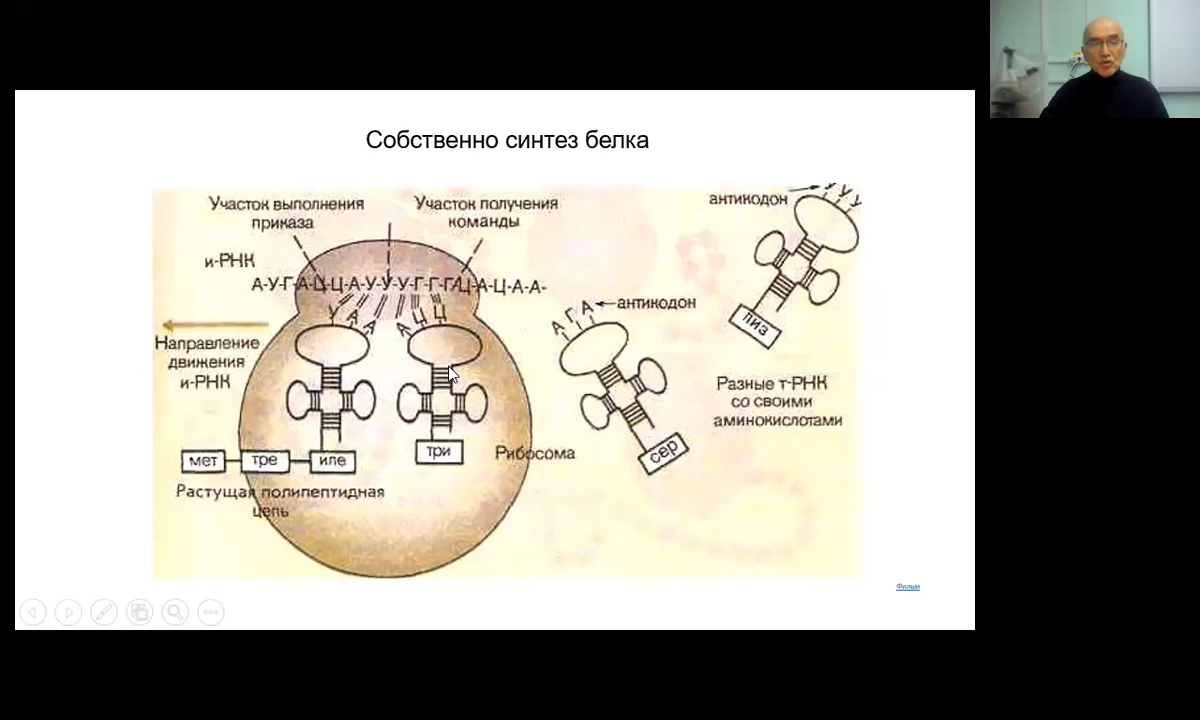 Собственно синтез белка
Участок выполнения
приказа
Участок получения
команды
антикодон
У У У
и-РНК
А-У-Г-А-Ц-Ц-А-У-У-У-Г-Г-Г-Ц-А-Ц-А-А-
У А А
А Ц Ц
А Г А
антикодон
Направление
движения
и-РНК
лиз
Разные т-РНК
со своими
аминокислотами
мет
тре
иле
три
Рибосома
сер
Растущая полипептидная
цепь
Фильм